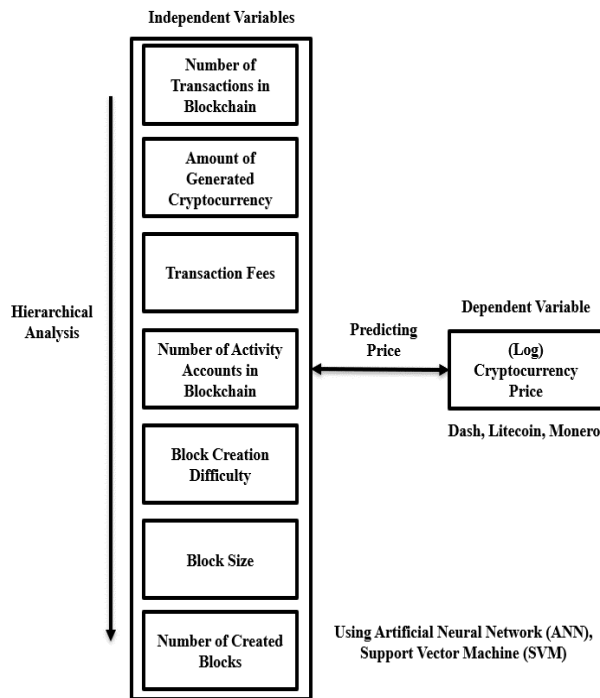 Independent Variables
Number of
Transactions in
Blockchain
Amount of
Generated
Cryptocurrency
Transaction Fees
Hierarchical
Analysis
Number of Activity
Accounts in
Blockchain
Block Creation
Difficulty
Block Size
Number of Created
Blocks
Predicting
Price
Dependent Variable
(Log)
Cryptocurrency
Price
Dash, Litecoin, Monero
Using Artificial Neural Network (ANN),
Support Vector Machine (SVM)